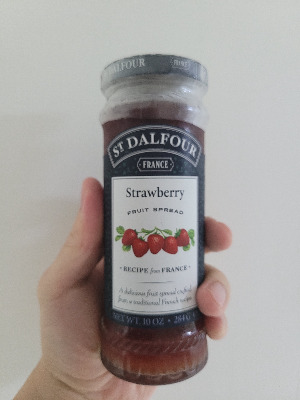 DALFOUR
ST DALFOUR
FRANCE
Strawberry
FRUIT SPREAD
- RECIPE from FRANCE -
A delicious fruit spread crafted
from a traditional French recipe
NET WT. 10 OZ • 284 G